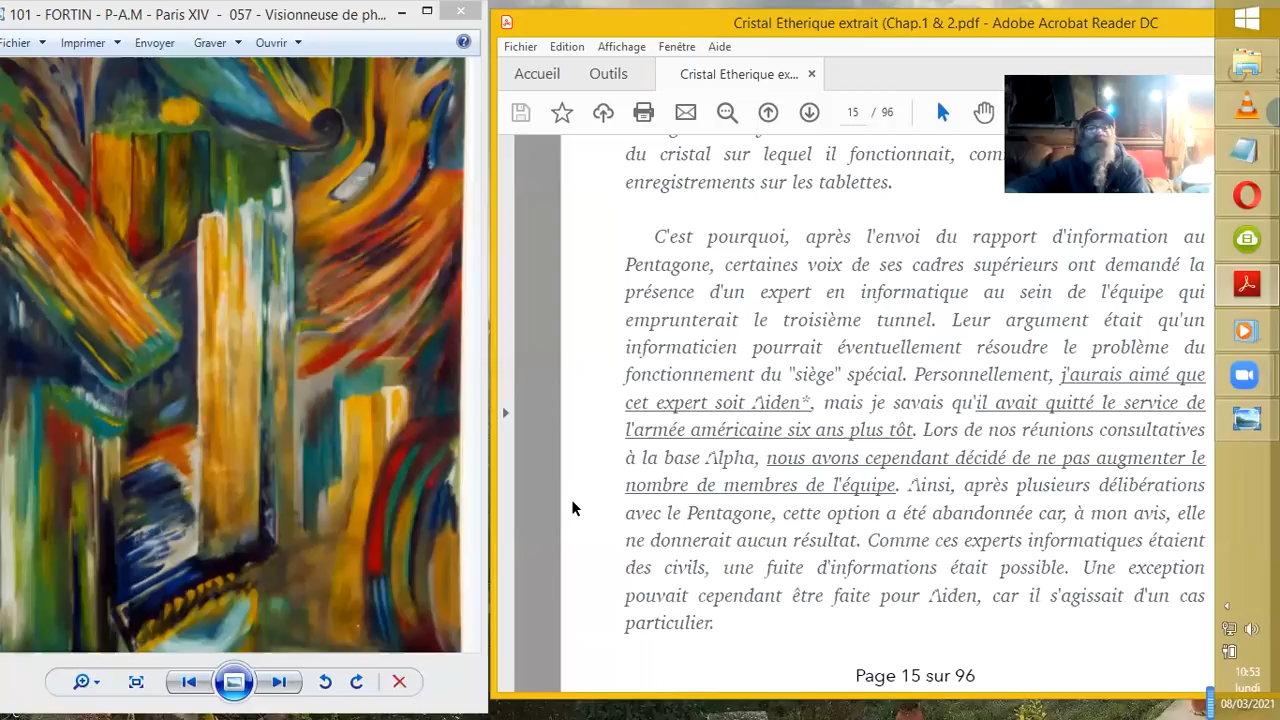 101 - FORTIN - P-A-M - Paris XIV - 057 - Visionneuse de ph...
Fichier
Imprimer
Envoyer
Graver
Ouvrir
Cristal Etherique extrait (Chap.1 & 2.pdf - Adobe Acrobat Reader DC
Fichier Edition Affichage Fenêtre Aide
Accueil Outils Cristal Etherique ex... ×
15 / 96
du cristal sur lequel il fonctionnait,
enregistrements sur les tablettes.
C'est pourquoi, après l'envoi du rapport d'information au
Pentagone, certaines voix de ses cadres supérieurs ont demandé la
présence d'un expert en informatique au sein de l'équipe qui
emprunterait le troisième tunnel. Leur argument était qu'un
informaticien pourrait éventuellement résoudre le problème du
fonctionnement du "siège" spécial. Personnellement, j'aurais aimé que
cet expert soit Aiden*, mais je savais qu'il avait quitté le service de
l'armée américaine six ans plus tôt. Lors de nos réunions consultatives
à la base Alpha, nous avons cependant décidé de ne pas augmenter le
nombre de membres de l'équipe. Ainsi, après plusieurs délibérations
avec le Pentagone, cette option a été abandonnée car, à mon avis, elle
ne donnerait aucun résultat. Comme ces experts informatiques étaient
des civils, une fuite d'informations était possible. Une exception
pouvait cependant être faite pour Aiden, car il s'agissait d'un cas
particulier.
Page 15 sur 96
10:53
lundi
08/03/2021